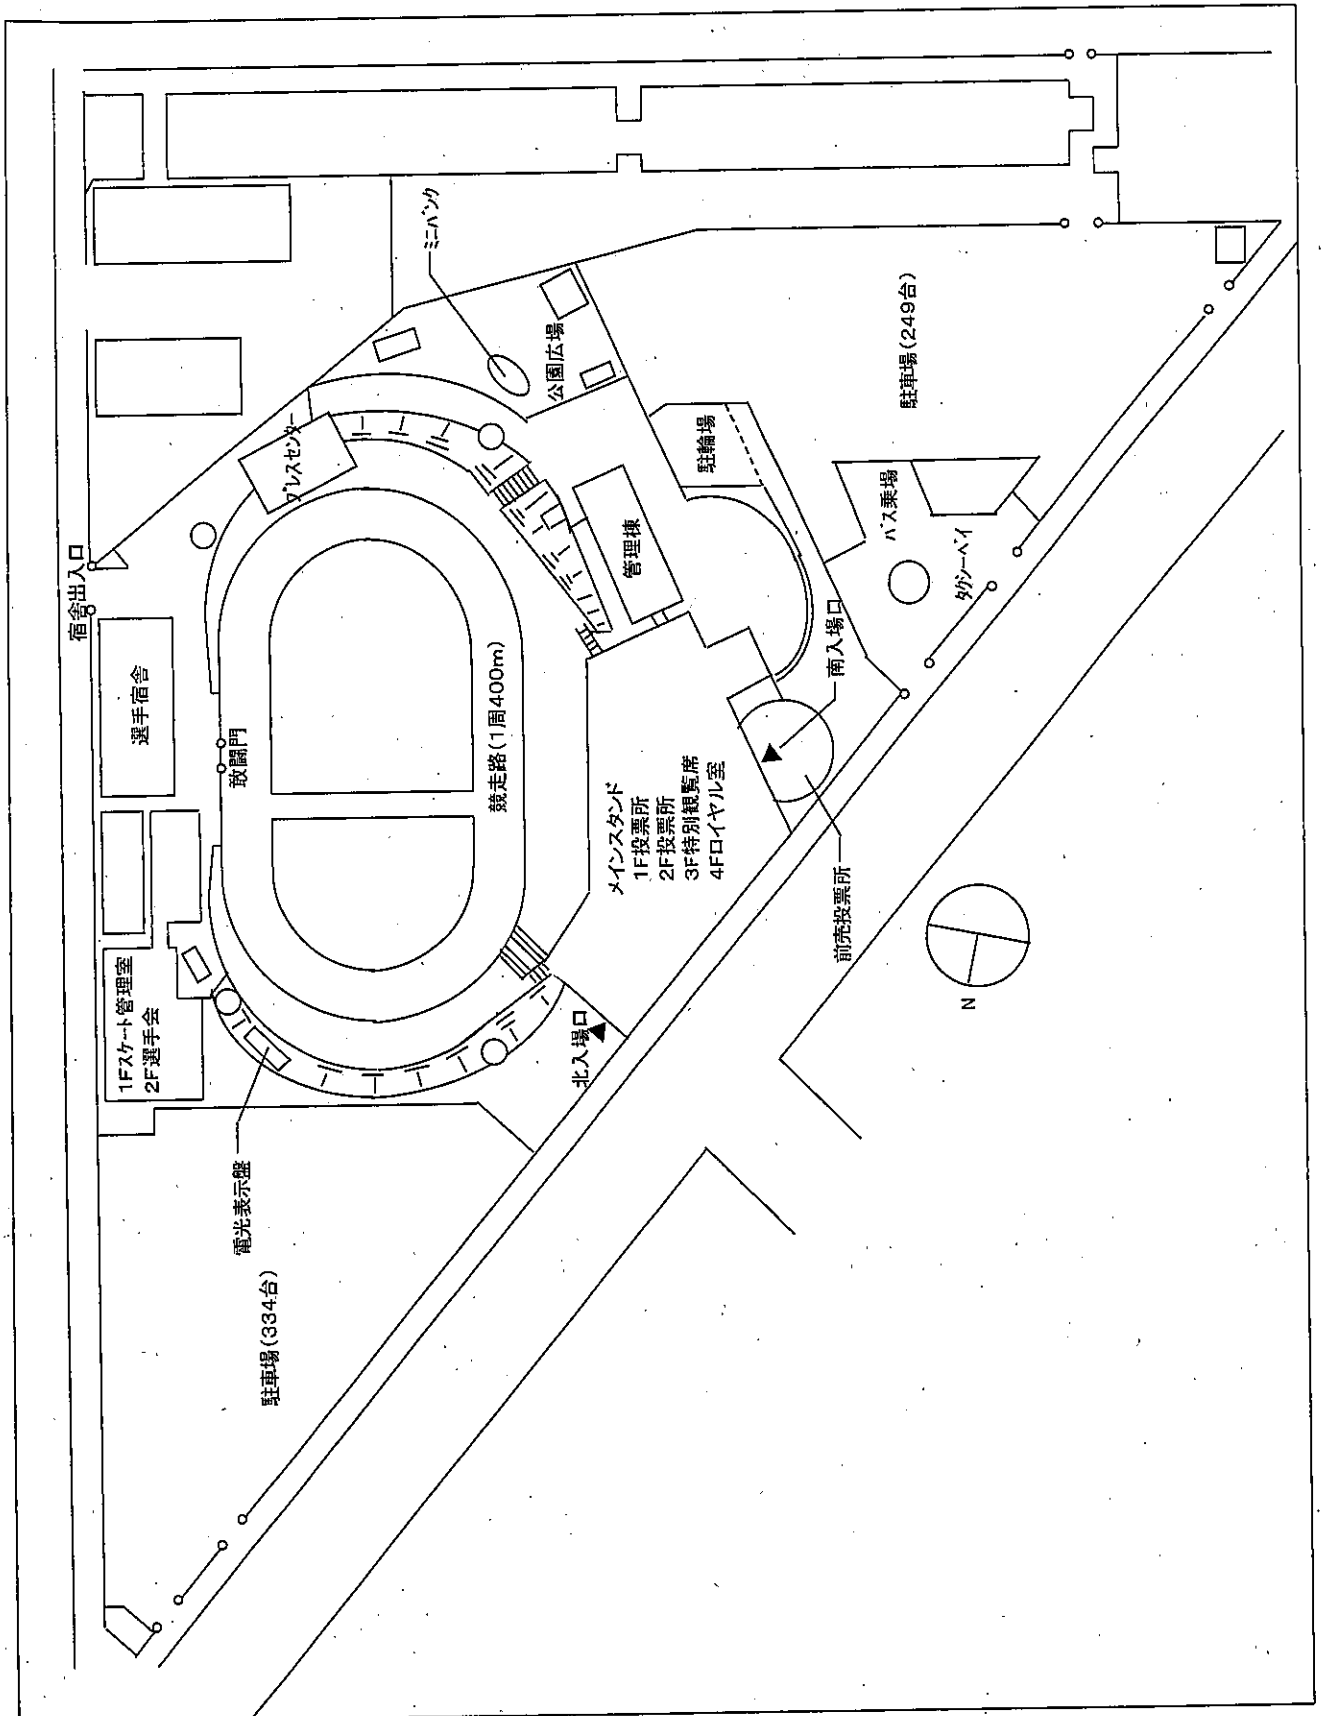 宿舎出入口
選手宿舎
敢闘門
1Fスケート管理室
2F選手会
電光表示盤
駐車場(334台)
プレスセンター
ミニバンク
公園広場
競走路(1周400m)
管理棟
メインスタンド
1F投票所
2F投票所
3F特別観覧席
4Fロイヤル室
北入場口
駐輪場
南入場口
前売投票所
バス乗場
タクシーベイ
駐車場(249台)
N